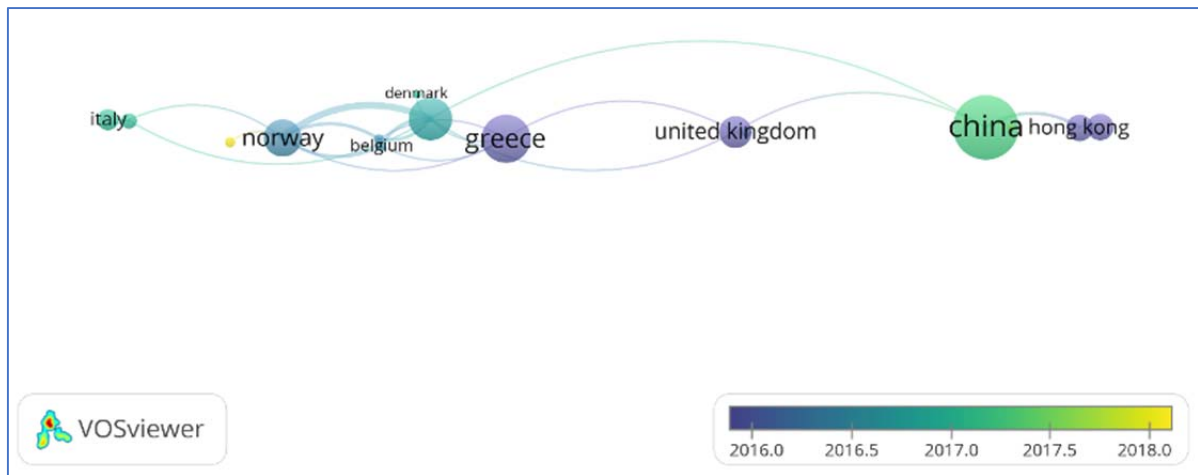 denmark
italy
norway
belgium
greece
united kingdom
china
hong kong
VOSviewer
2016.0 2016.5 2017.0 2017.5 2018.0